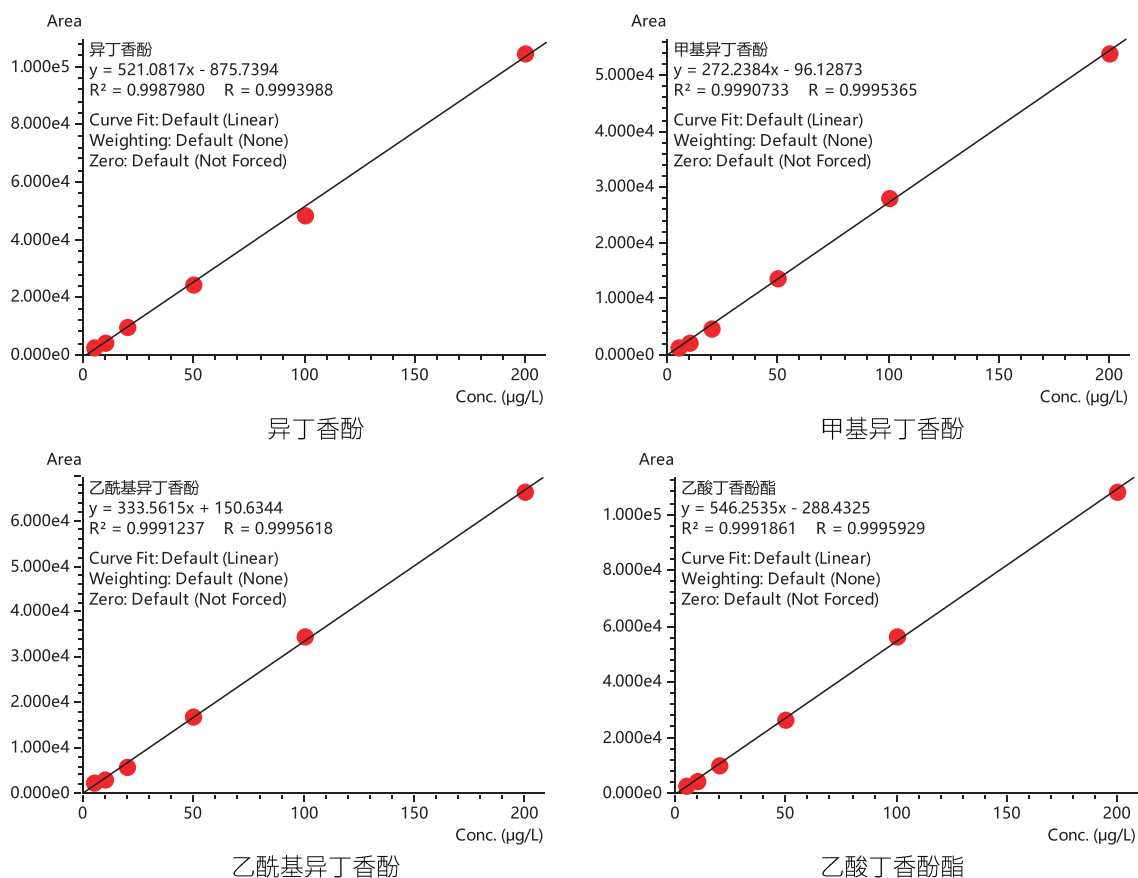 Area
异丁香酚
y = 521.0817x - 875.7394
R² = 0.9987980 R = 0.9993988
Curve Fit: Default (Linear)
Weighting: Default (None)
Zero: Default (Not Forced)
1.000e5
8.000e4
6.000e4
4.000e4
2.000e4
0.000e0
0 50 100 150 200
Conc. (µg/L)
异丁香酚
Area
甲基异丁香酚
y = 272.2384x - 96.12873
R² = 0.9990733 R = 0.9995365
Curve Fit: Default (Linear)
Weighting: Default (None)
Zero: Default (Not Forced)
5.000e4
4.000e4
3.000e4
2.000e4
1.000e4
0.000e0
0 50 100 150 200
Conc. (µg/L)
甲基异丁香酚
Area
乙酰基异丁香酚
y = 333.5615x + 150.6344
R² = 0.9991237 R = 0.9995618
Curve Fit: Default (Linear)
Weighting: Default (None)
Zero: Default (Not Forced)
6.000e4
5.000e4
4.000e4
3.000e4
2.000e4
1.000e4
0.000e0
0 50 100 150 200
Conc. (µg/L)
乙酰基异丁香酚
Area
乙酸丁香酚酯
y = 546.2535x - 288.4325
R² = 0.9991861 R = 0.9995929
Curve Fit: Default (Linear)
Weighting: Default (None)
Zero: Default (Not Forced)
1.000e5
8.000e4
6.000e4
4.000e4
2.000e4
0.000e0
0 50 100 150 200
Conc. (µg/L)
乙酸丁香酚酯